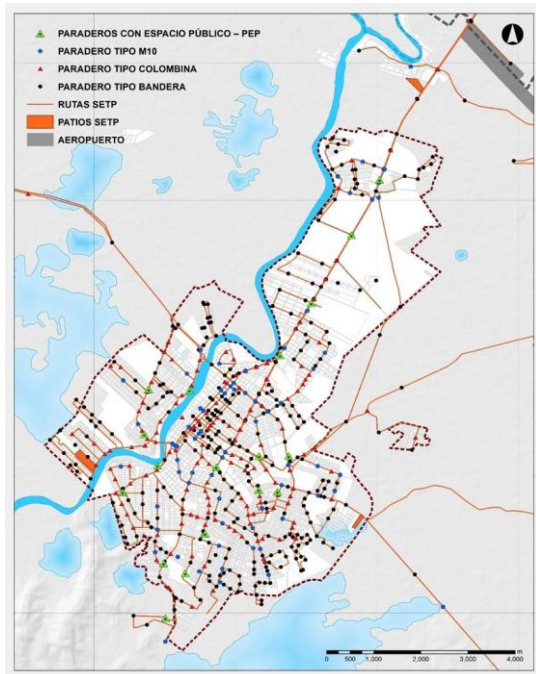 PARADEROS CON ESPACIO PÚBLICO – PEP
PARADERO TIPO M10
PARADERO TIPO COLOMBINA
PARADERO TIPO BANDERA
RUTAS SETP
PATIOS SETP
AEROPUERTO
m
0 500 1,000 2,000 3,000 4,000